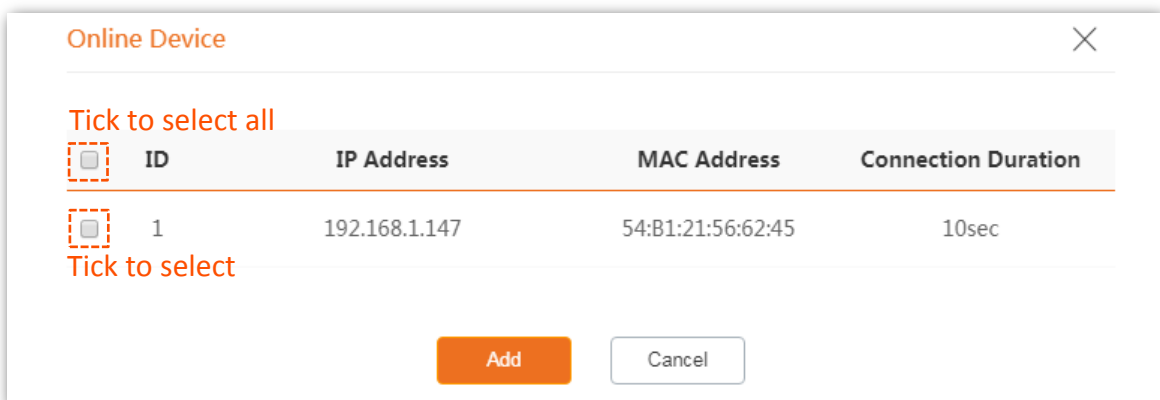 Online Device
Tick to select all
ID IP Address MAC Address Connection Duration
1 192.168.1.147 54:B1:21:56:62:45 10sec
Tick to select
Add Cancel